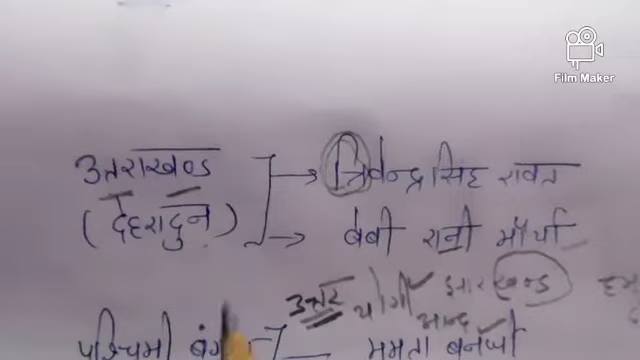 Film Maker
उत्तराखण्ड → त्रिवेन्द्र सिंह रावत
(देहरादून) → बेबी रानी मौर्या
उत्तर योगी झारखण्ड
पश्चिमी ममता बनर्जी